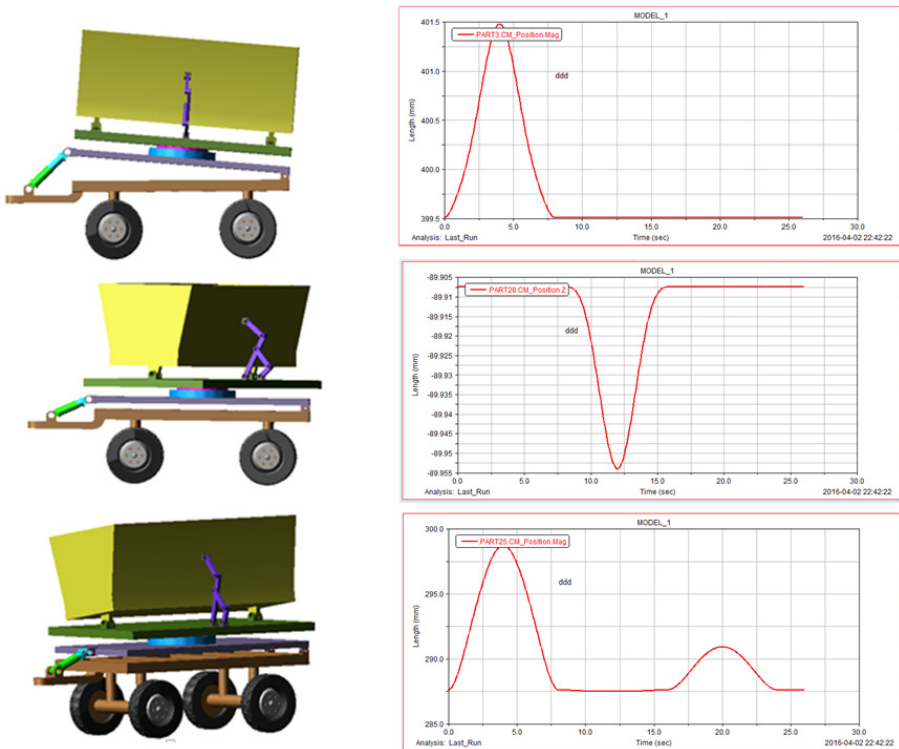 MODEL_1
401.5
.PART3.CM_Position.Mag
ddd
401.0
400.5
400.0
399.5
Length (mm)
0.0 5.0 10.0 15.0 20.0 25.0 30.0
Analysis: Last_Run Time (sec) 2016-04-02 22:42:22
MODEL_1
-89.905
.PART28.CM_Position.Z
-89.91
ddd
-89.92
-89.925
-89.93
-89.935
-89.94
-89.945
-89.95
-89.955
Length (mm)
0.0 5.0 10.0 15.0 20.0 25.0 30.0
Analysis: Last_Run Time (sec) 2016-04-02 22:42:22
MODEL_1
300.0
.PART25.CM_Position.Mag
ddd
295.0
290.0
285.0
Length (mm)
0.0 5.0 10.0 15.0 20.0 25.0 30.0
Analysis: Last_Run Time (sec) 2016-04-02 22:42:22